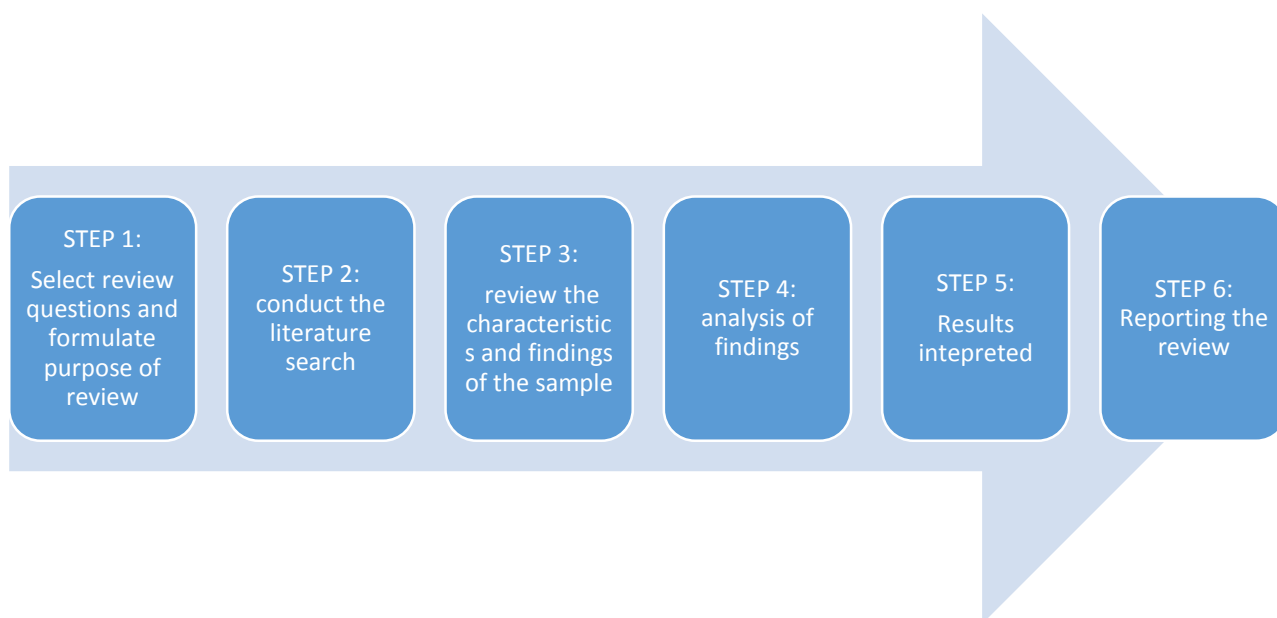 STEP 1:
Select review
questions and
formulate
purpose of
review
STEP 2:
conduct the
literature
search
STEP 3:
review the
characteristic
s and findings
of the sample
STEP 4:
analysis of
findings
STEP 5:
Results
intepreted
STEP 6:
Reporting the
review